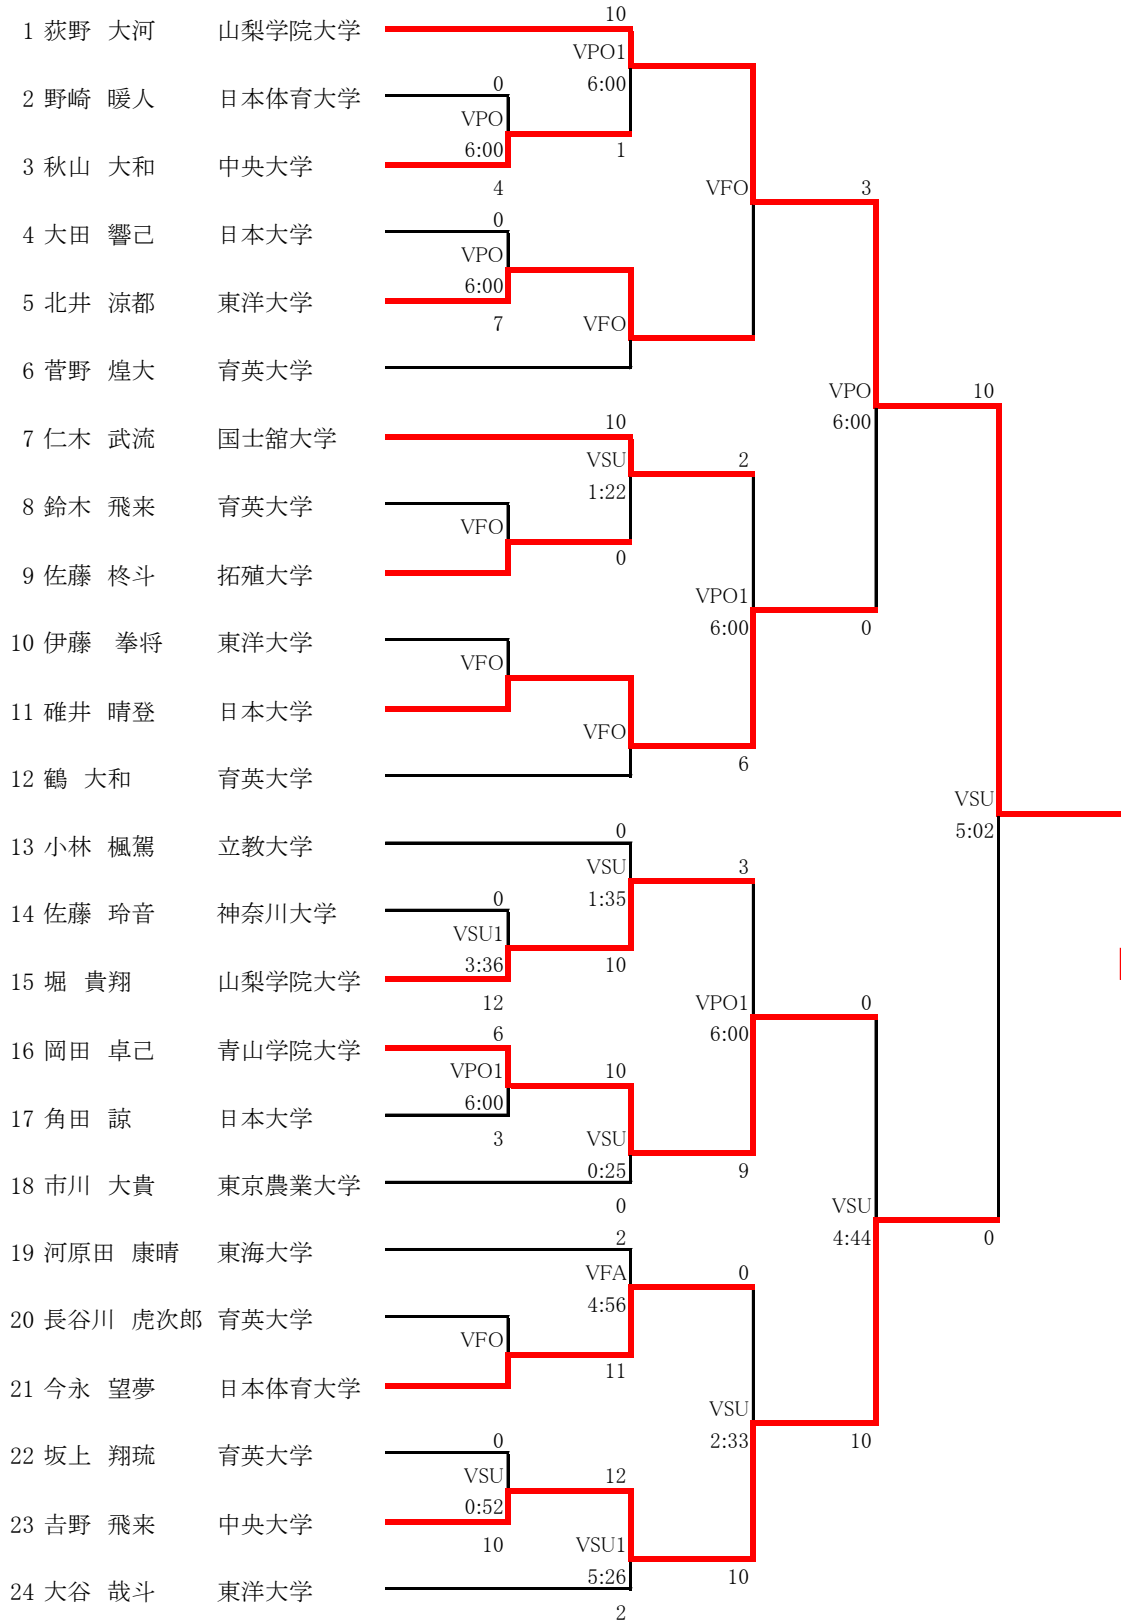 10
1 荻野 大河 山梨学院大学
VPO1
0 6:00
2 野崎 暖人 日本体育大学
VPO
6:00 1
3 秋山 大和 中央大学
4 VFO 3
0
4 大田 響己 日本大学
VPO
6:00
5 北井 涼都 東洋大学
7 VFO
6 菅野 煌大 育英大学
VPO 10
10 6:00
7 仁木 武流 国士舘大学
VSU 2
1:22
8 鈴木 飛来 育英大学
VFO
0
9 佐藤 柊斗 拓殖大学
VPO1
6:00 0
10 伊藤 拳将 東洋大学
VFO
11 碓井 晴登 日本大学
VFO
6
12 鶴 大和 育英大学
VSU
0 5:02
13 小林 楓駕 立教大学
VSU 3
0 1:35
14 佐藤 玲音 神奈川大学
VSU1
3:36 10
15 堀 貴翔 山梨学院大学
12 VPO1 0
6 6:00
16 岡田 卓己 青山学院大学
VPO1 10
6:00
17 角田 諒 日本大学
3 VSU
0:25 9
18 市川 大貴 東京農業大学
0 VSU
2 4:44 0
19 河原田 康晴 東海大学
VFA 0
4:56
20 長谷川 虎次郎 育英大学
VFO
11
21 今永 望夢 日本体育大学
VSU
0 2:33 10
22 坂上 翔琉 育英大学
VSU 12
0:52
23 吉野 飛来 中央大学
10 VSU1
5:26 10
24 大谷 哉斗 東洋大学
2